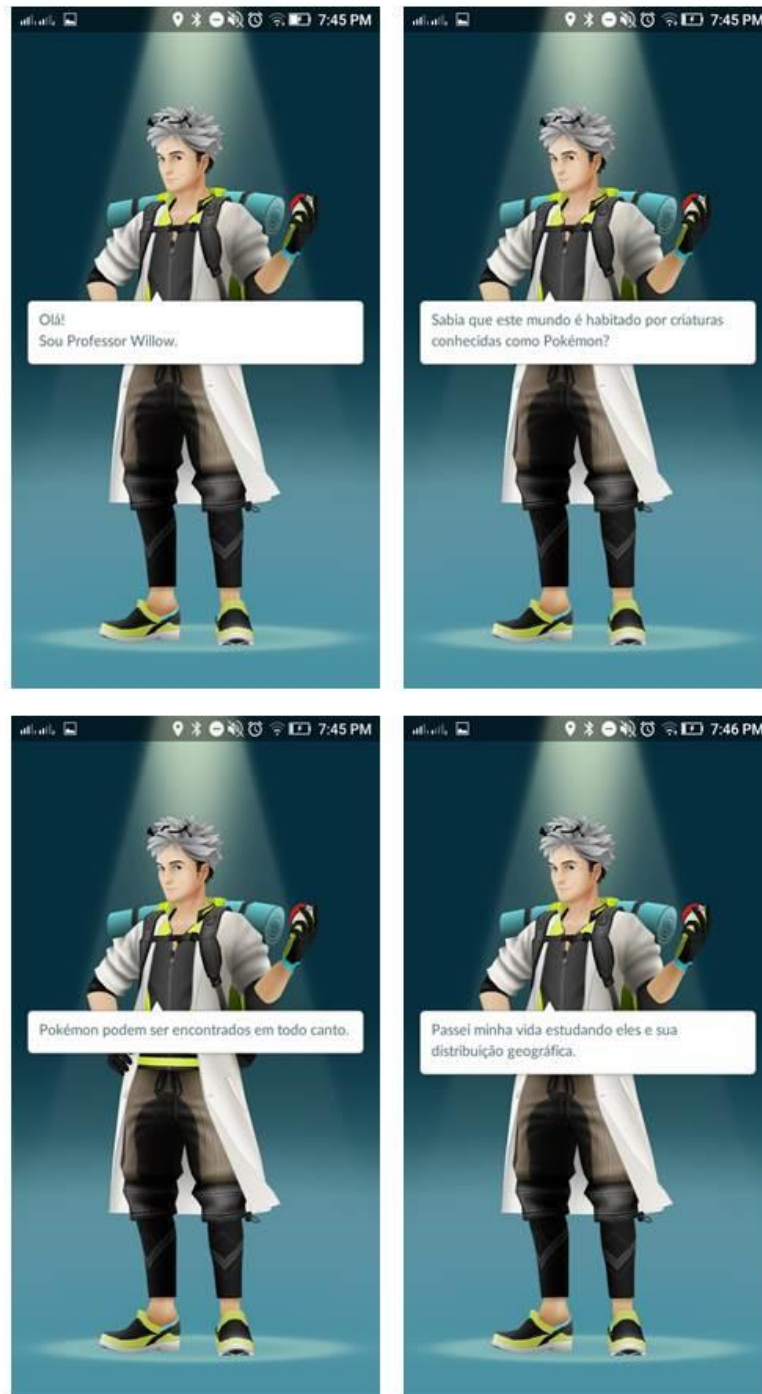 7:45 PM
Olá!
Sou Professor Willow.
7:45 PM
Sabia que este mundo é habitado por criaturas
conhecidas como Pokémon?
7:45 PM
Pokémon podem ser encontrados em todo canto.
7:46 PM
Passei minha vida estudando eles e sua
distribuição geográfica.